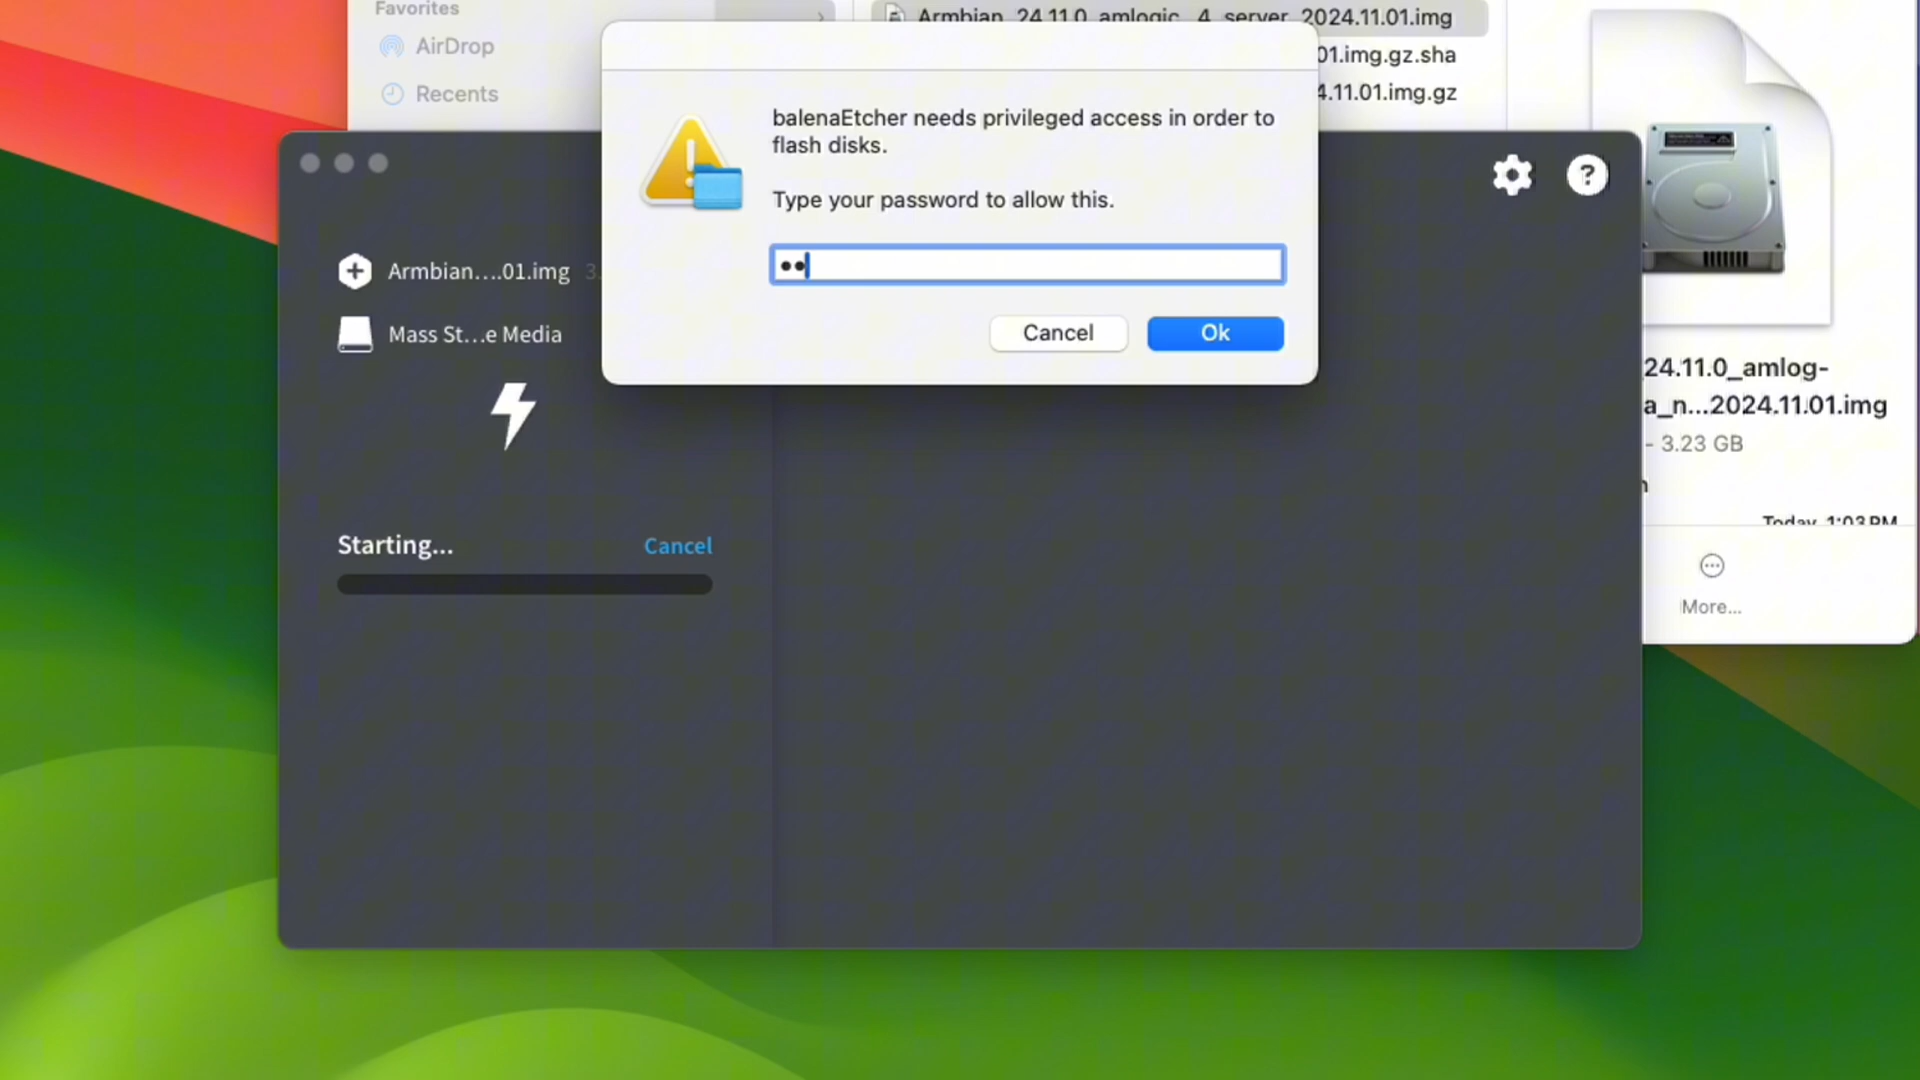 Favorites
AirDrop
Recents
Armbian_24.11.0_amlogic_
4_server_2024.11.01.img
01.img.gz.sha
4.11.01.img.gz
balenaEtcher needs privileged access in order to
flash disks.
Type your password to allow this.
Cancel
Ok
?
Armbian....01.img
3.
Mass St...e Media
Starting...
Cancel
24.11.0_amlog-
a_n...2024.11.01.img
- 3.23 GB
Today, 1:03 PM
More...